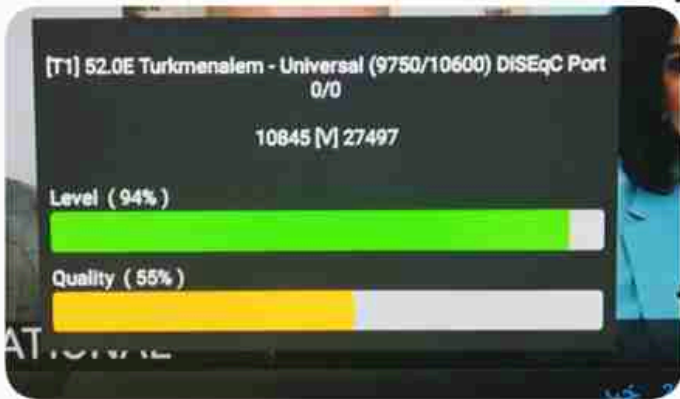 [T1] 52.0E Turkmenalem - Universal (9750/10600) DiSEqC Port
0/0
10845 [V] 27497
Level ( 94% )
Quality ( 55% )